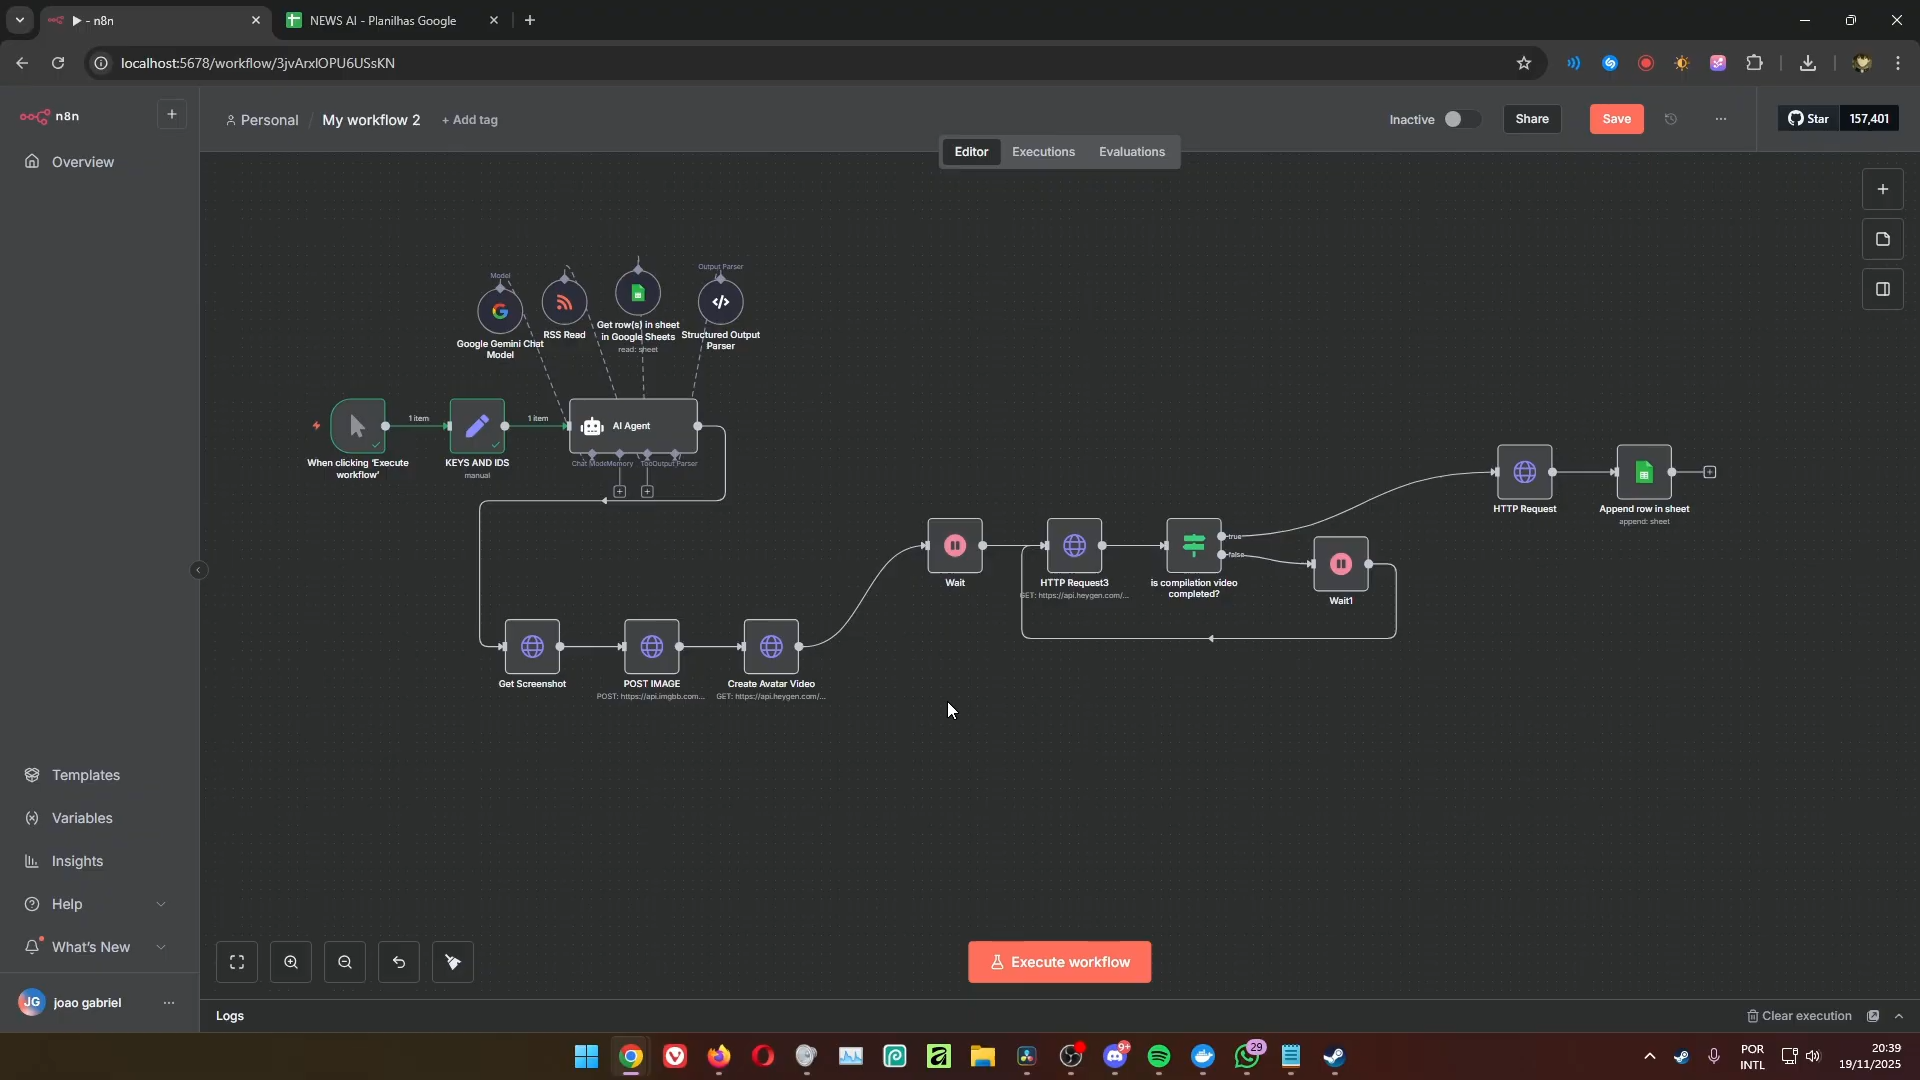 ▶ - n8n
NEWS AI - Planilhas Google
localhost:5678/workflow/3jvArxlOPU6USsKN
n8n
Personal / My workflow 2 + Add tag
Inactive
Share
Save
Star 157,401
Editor Executions Evaluations
Overview
Model
Output Parser
Google Gemini Chat
Model
RSS Read
Get row(s) in sheet
in Google Sheets
read: sheet
Structured Output
Parser
1 item
1 item
AI Agent
When clicking ‘Execute
workflow’
KEYS AND IDS
manual
Memory
Output Parser
HTTP Request
Append row in sheet
append: sheet
true
false
Wait
HTTP Request3
GET: https://api.heygen.com/...
is compilation video
completed?
Wait1
Get Screenshot
POST IMAGE
POST: https://api.imgbb.com...
Create Avatar Video
GET: https://api.heygen.com/...
Templates
Variables
Insights
Help
What’s New
JG joao gabriel
Execute workflow
Logs
Clear execution
9+
29
POR
INTL
20:39
19/11/2025